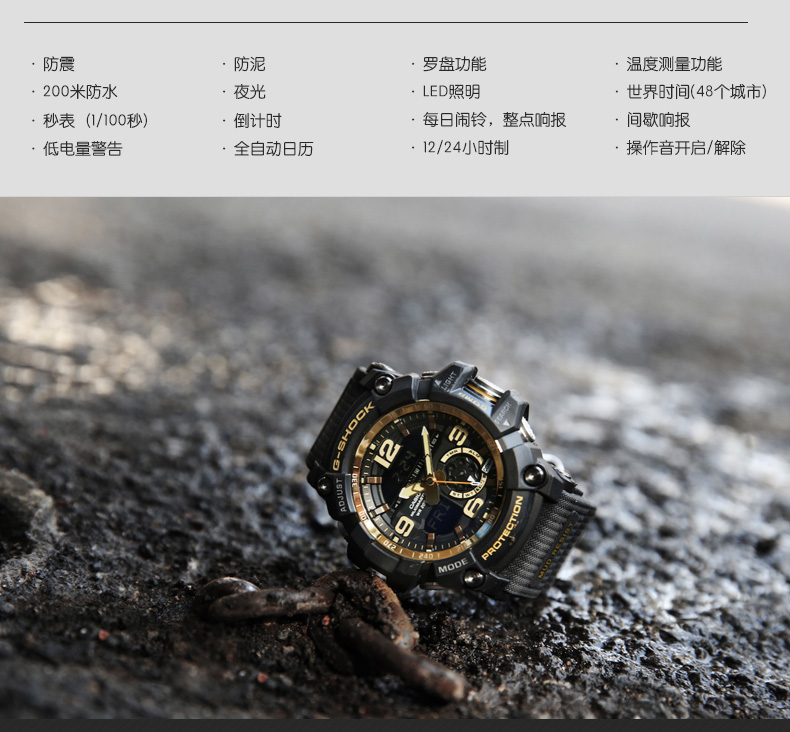 · 防震 · 防泥 · 罗盘功能 · 温度测量功能
· 200米防水 · 夜光 · LED照明 · 世界时间(48个城市)
· 秒表（1/100秒） · 倒计时 · 每日闹铃，整点响报 · 间歇响报
· 低电量警告 · 全自动日历 · 12/24小时制 · 操作音开启/解除
LIGHT
G-SHOCK
12
3
ADJUST
CASIO
6
9
240
PROTECTION
MODE